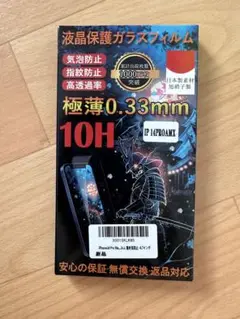 液晶保護ガラスフィルム
気泡防止
指紋防止
高透過率
突破
日本製素材
旭硝子製
極薄0.33mm
10H
IP 14PROAMX
新品
安心の保証・無償交換・返品対応